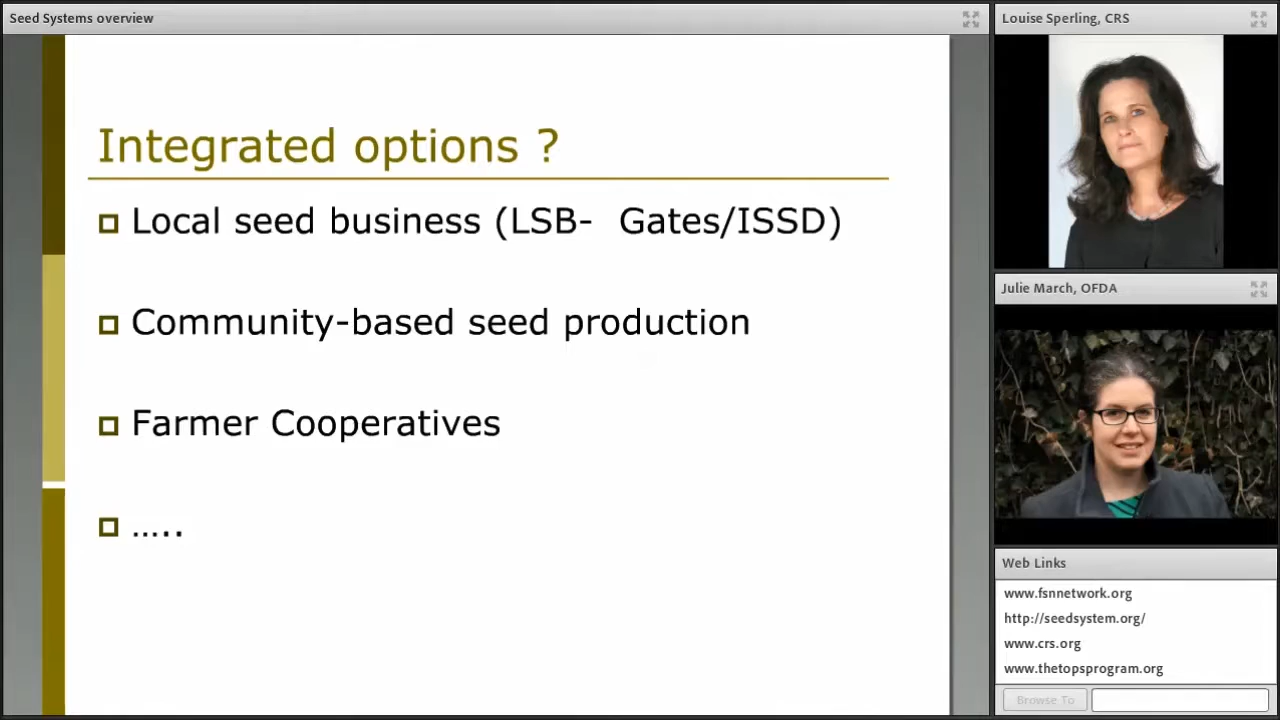 Seed Systems overview
Integrated options ?
Local seed business (LSB- Gates/ISSD)
Community-based seed production
Farmer Cooperatives
…..
Louise Sperling, CRS
Julie March, OFDA
Web Links
www.fsnnetwork.org
http://seedsystem.org/
www.crs.org
www.thetopsprogram.org
Browse To